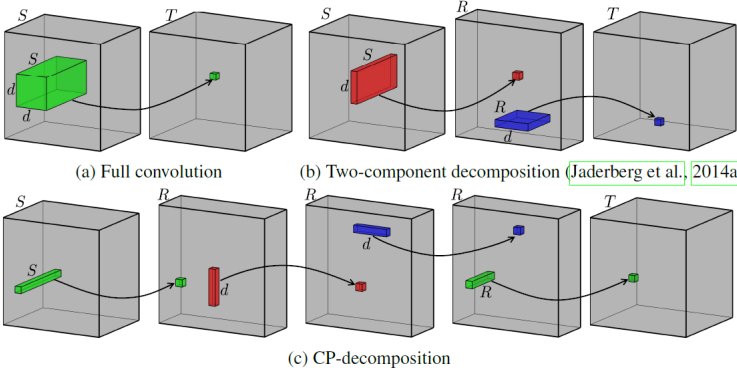 S T S R T
S d d
S d
R d
(a) Full convolution (b) Two-component decomposition (Jaderberg et al., 2014a
S R R R T
S d d R
(c) CP-decomposition